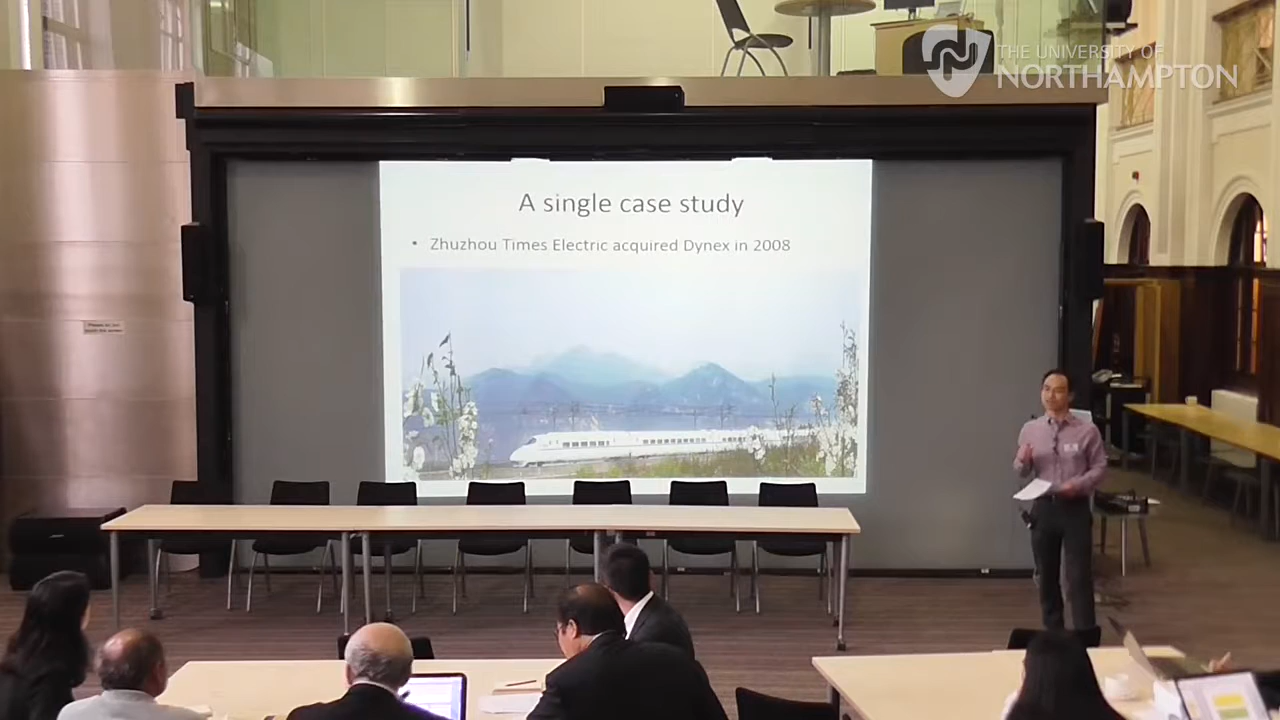 THE UNIVERSITY OF
NORTHAMPTON
A single case study
• Zhuzhou Times Electric acquired Dynex in 2008